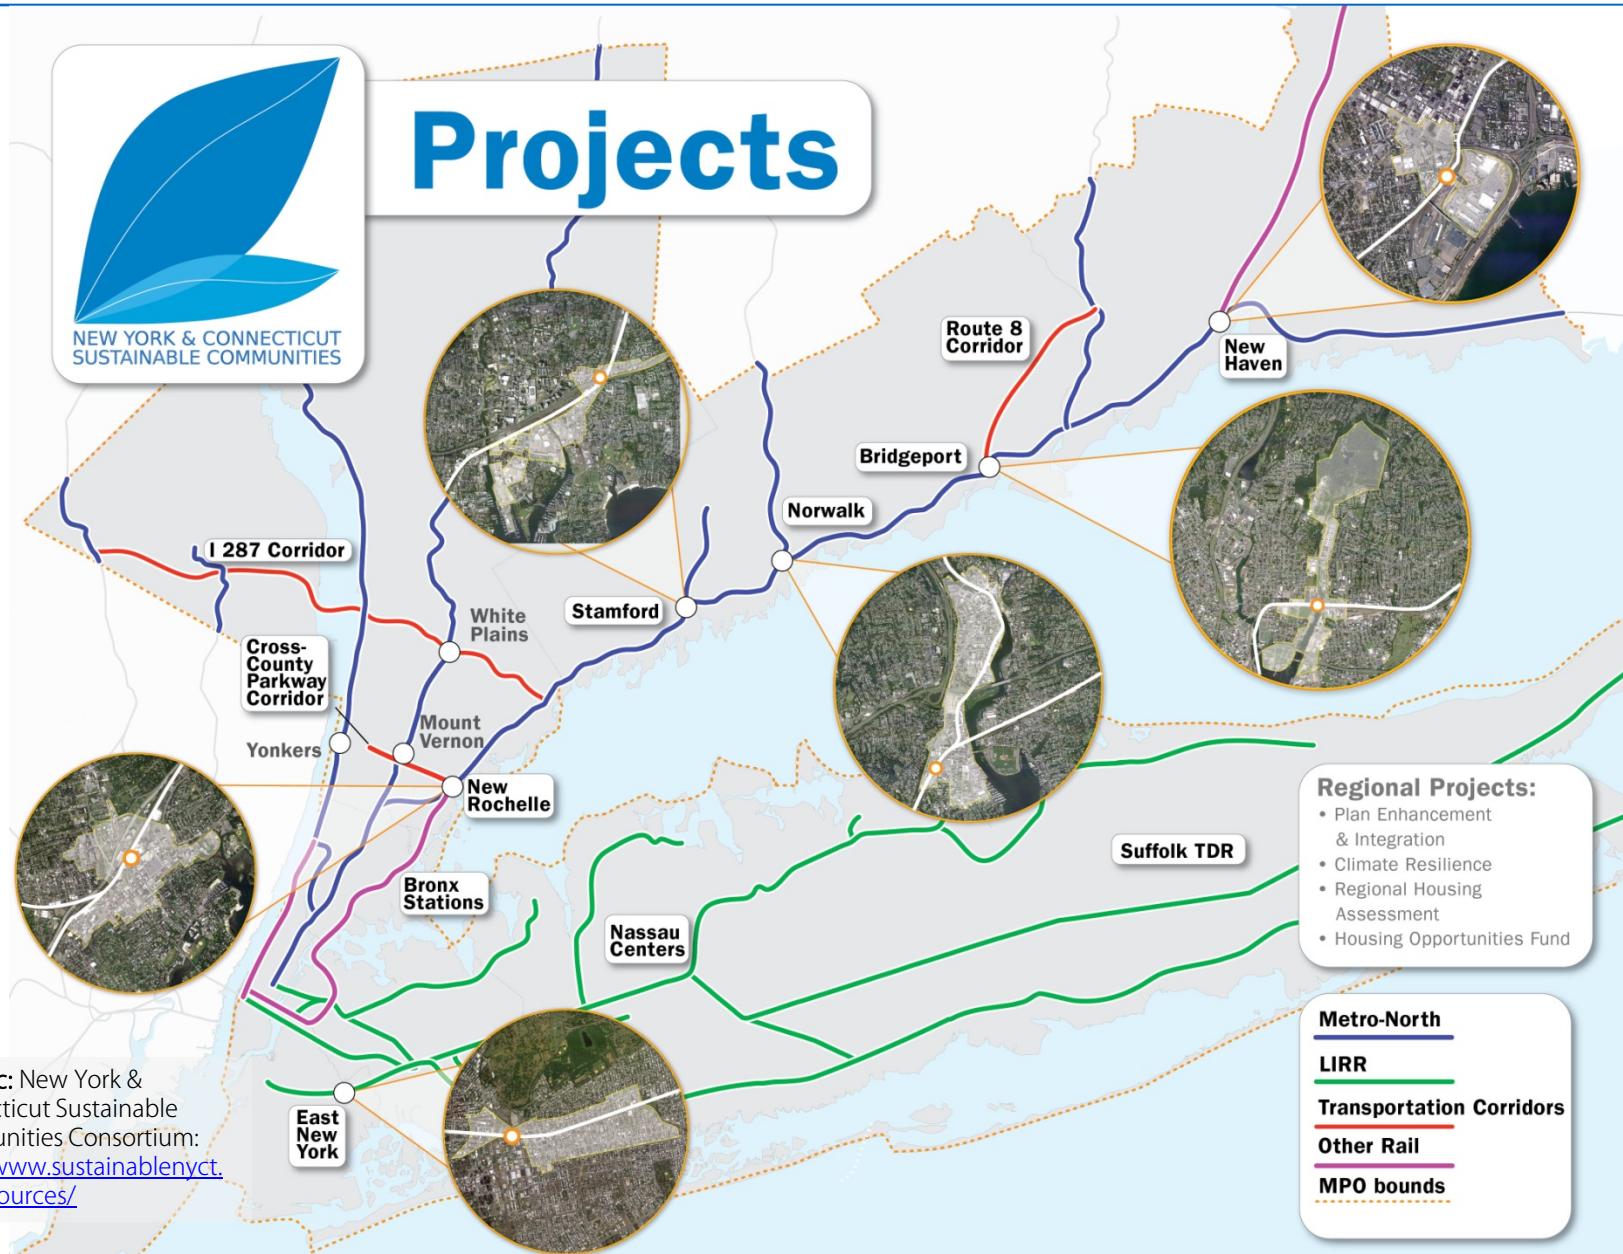 Projects
NEW YORK & CONNECTICUT
SUSTAINABLE COMMUNITIES
Route 8
Corridor
New
Haven
Bridgeport
Norwalk
I 287 Corridor
Stamford
White
Plains
Cross-
County
Parkway
Corridor
Mount
Vernon
Yonkers
New
Rochelle
Bronx
Stations
Nassau
Centers
Suffolk TDR
East
New
York
Regional Projects:
• Plan Enhancement
& Integration
• Climate Resilience
• Regional Housing
Assessment
• Housing Opportunities Fund
Metro-North
LIRR
Transportation Corridors
Other Rail
MPO bounds
c: New York &
cticut Sustainable
unities Consortium:
www.sustainablenyct.
ources/